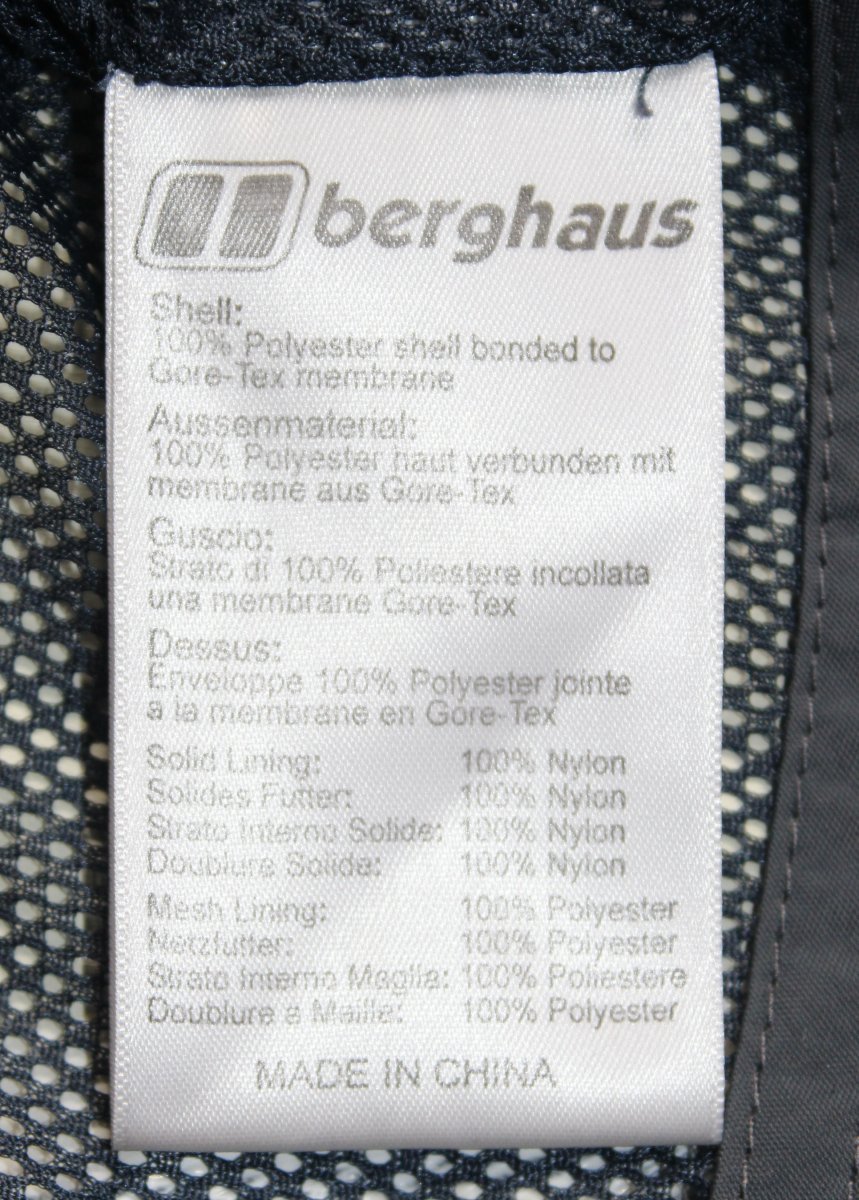 berghaus
Shell:
100% Polyester shell bonded to
Gore-Tex membrane
Aussenmaterial:
100% Polyester haut verbunden mit
membrane aus Gore-Tex
Guscio:
Strato di 100% Poliestere incollata
una membrane Gore-Tex
Dessus:
Enveloppe 100% Polyester jointe
a la membrane en Gore-Tex
Solid Lining: 100% Nylon
Solides Futter: 100% Nylon
Strato Interno Solide: 100% Nylon
Doublure Solide: 100% Nylon
Mesh Lining: 100% Polyester
Netzfutter: 100% Polyester
Strato Interno Maglia: 100% Poliestere
Doublure a Maille: 100% Polyester
MADE IN CHINA